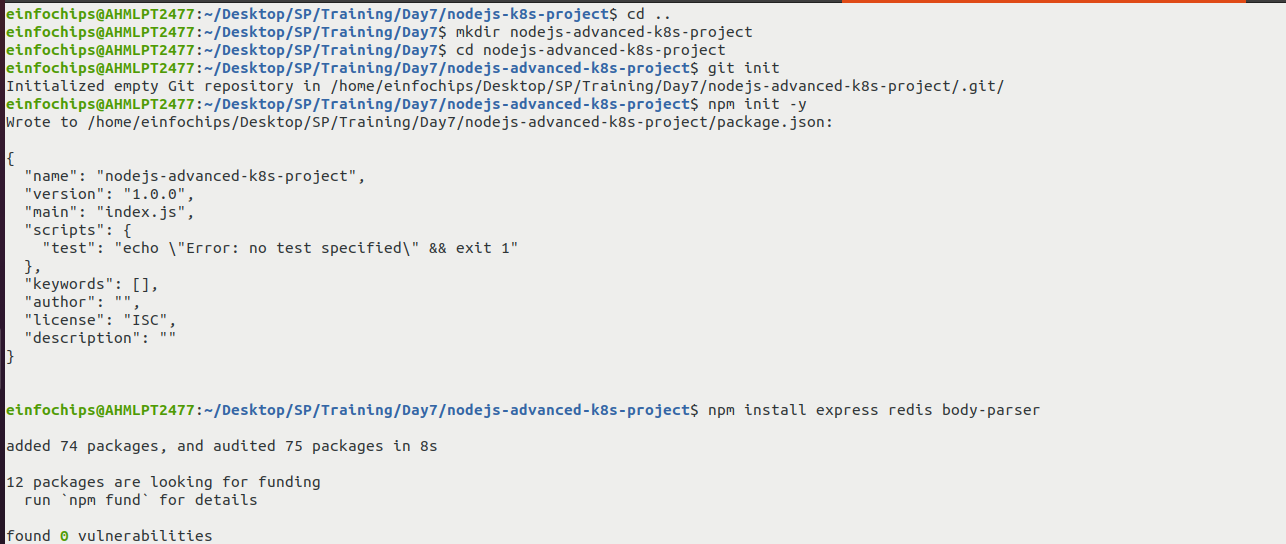 einfochips@AHMLPT2477:~/Desktop/SP/Training/Day7/nodejs-k8s-project$ cd ..
einfochips@AHMLPT2477:~/Desktop/SP/Training/Day7$ mkdir nodejs-advanced-k8s-project
einfochips@AHMLPT2477:~/Desktop/SP/Training/Day7$ cd nodejs-advanced-k8s-project
einfochips@AHMLPT2477:~/Desktop/SP/Training/Day7/nodejs-advanced-k8s-project$ git init
Initialized empty Git repository in /home/einfochips/Desktop/SP/Training/Day7/nodejs-advanced-k8s-project/.git/
einfochips@AHMLPT2477:~/Desktop/SP/Training/Day7/nodejs-advanced-k8s-project$ npm init -y
Wrote to /home/einfochips/Desktop/SP/Training/Day7/nodejs-advanced-k8s-project/package.json:

{
  "name": "nodejs-advanced-k8s-project",
  "version": "1.0.0",
  "main": "index.js",
  "scripts": {
    "test": "echo \"Error: no test specified\" && exit 1"
  },
  "keywords": [],
  "author": "",
  "license": "ISC",
  "description": ""
}

einfochips@AHMLPT2477:~/Desktop/SP/Training/Day7/nodejs-advanced-k8s-project$ npm install express redis body-parser

added 74 packages, and audited 75 packages in 8s

12 packages are looking for funding
  run `npm fund` for details

found 0 vulnerabilities